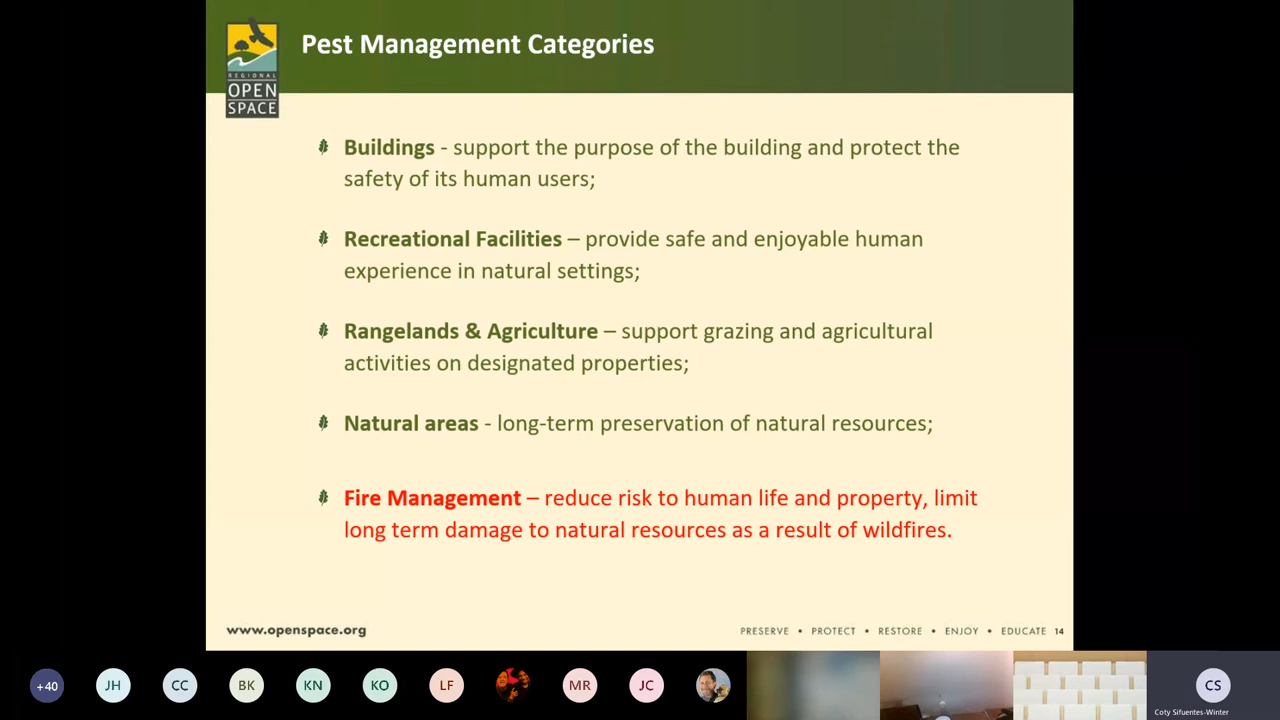 Pest Management Categories
REGIONAL
OPEN
SPACE
Buildings - support the purpose of the building and protect the
safety of its human users;
Recreational Facilities – provide safe and enjoyable human
experience in natural settings;
Rangelands & Agriculture – support grazing and agricultural
activities on designated properties;
Natural areas - long-term preservation of natural resources;
Fire Management – reduce risk to human life and property, limit
long term damage to natural resources as a result of wildfires.
www.openspace.org
PRESERVE • PROTECT • RESTORE • ENJOY • EDUCATE 14
+40 JH CC BK KN KO LF MR JC CS
Coty Sifuentes-Winter